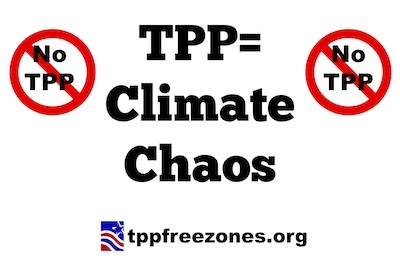 No
TPP
TPP=
Climate
Chaos
No
TPP
tppfreezones.org